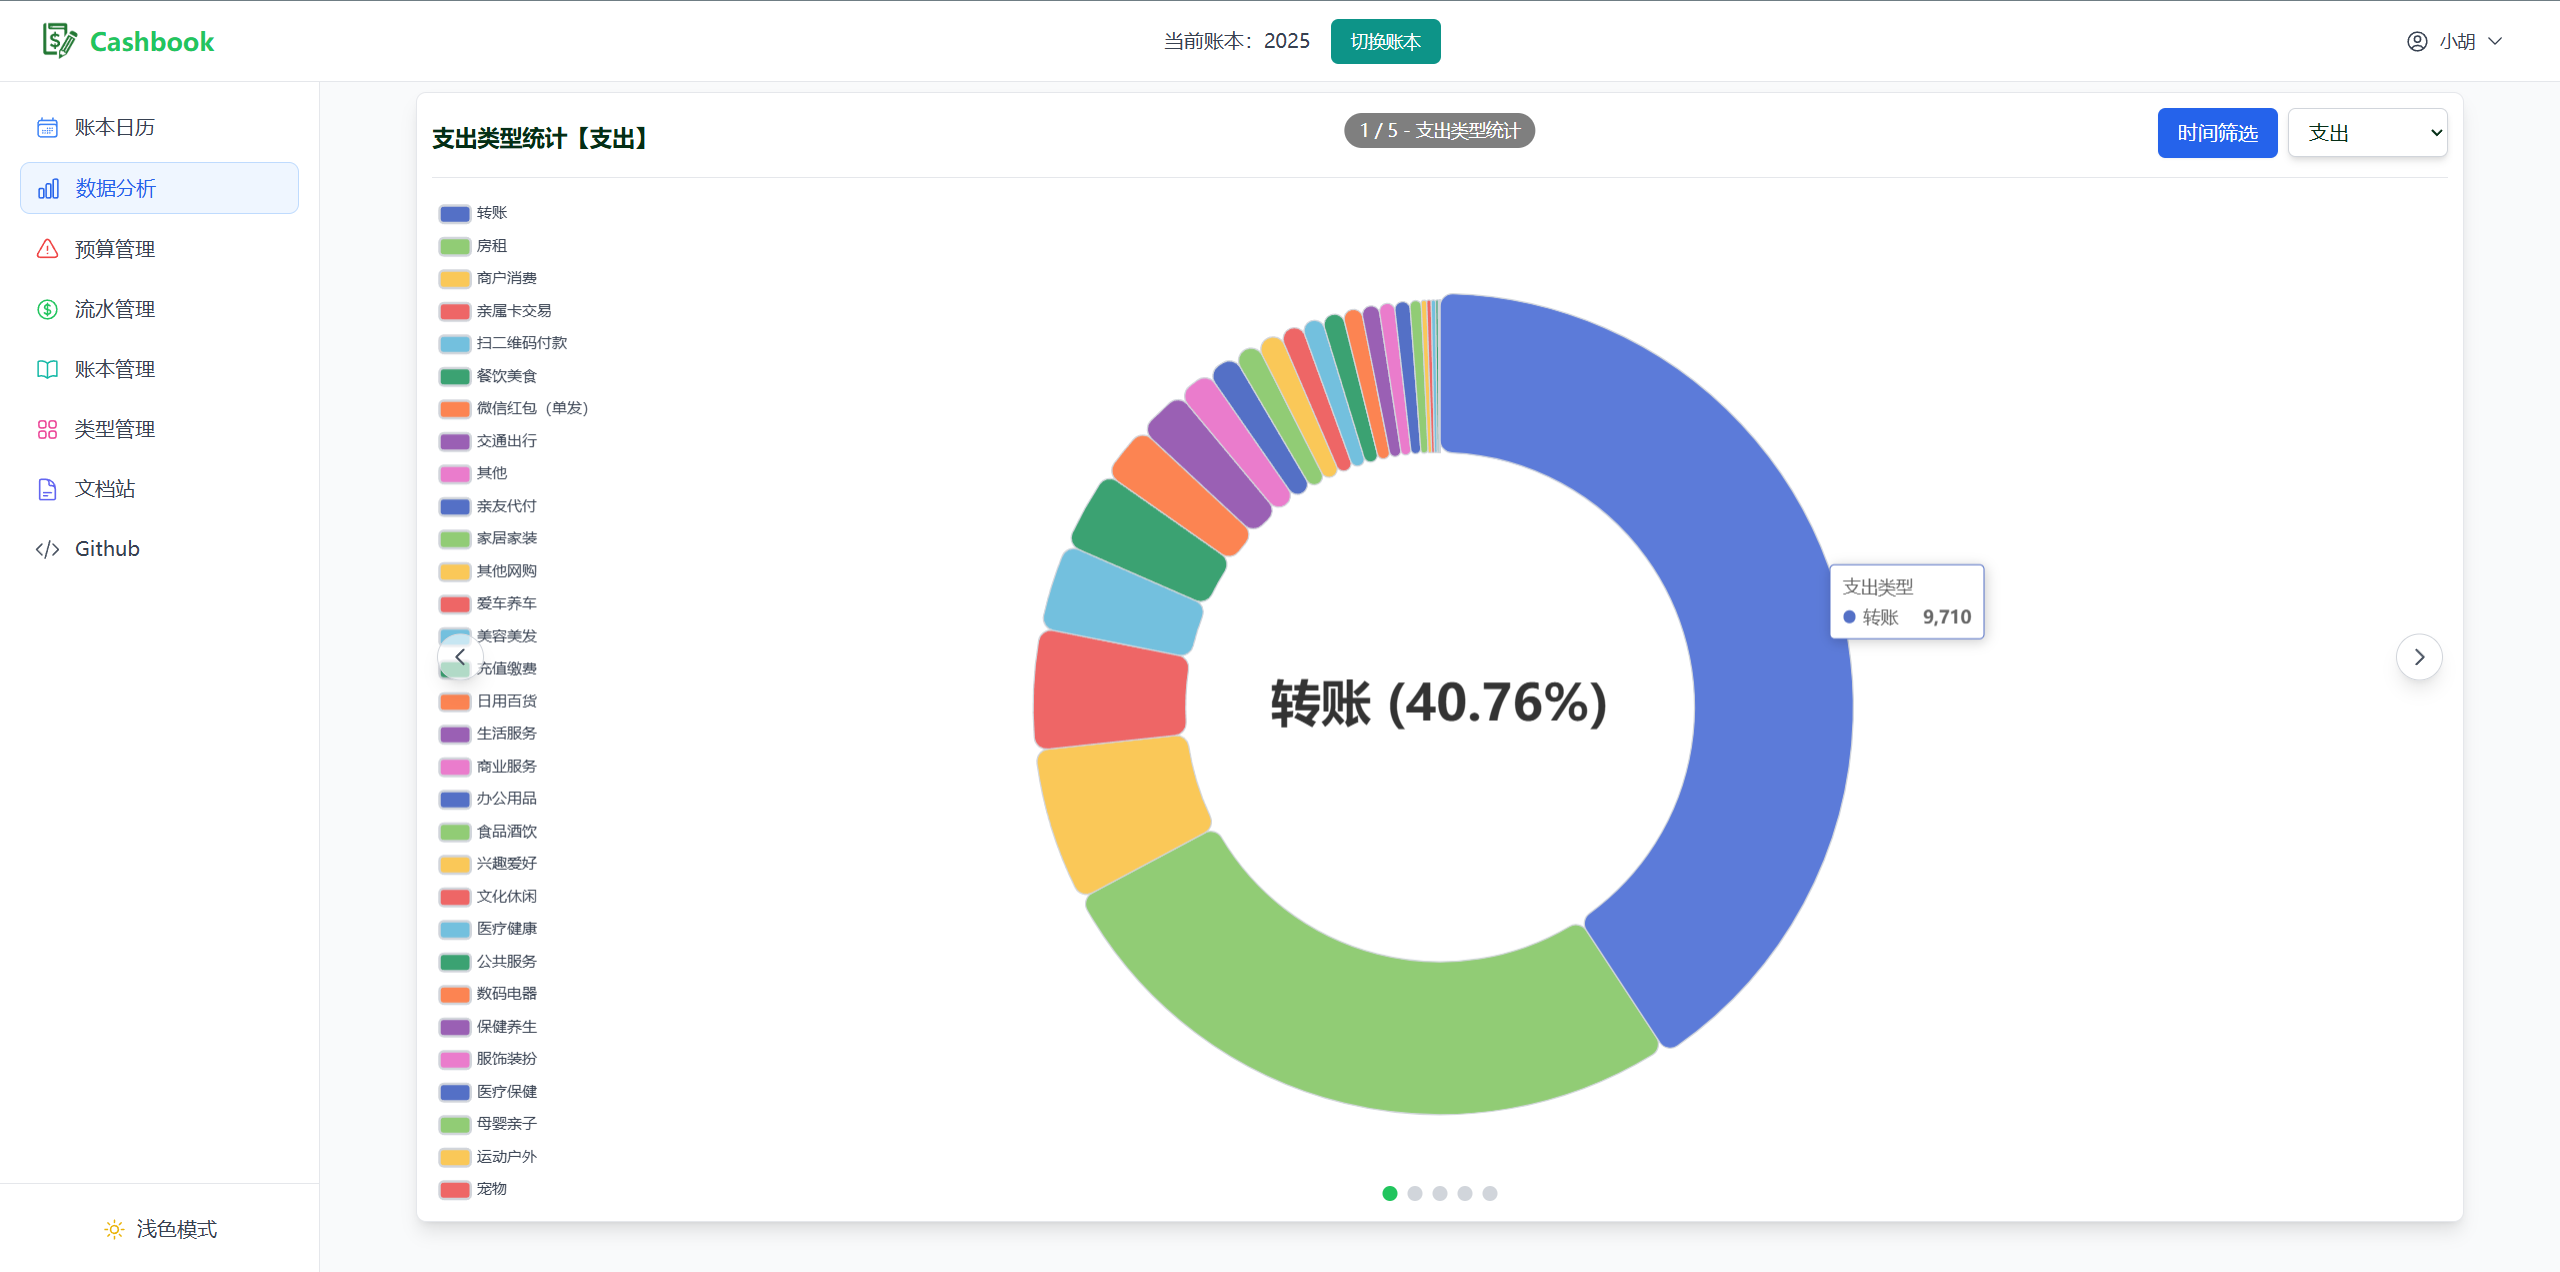 Cashbook
当前账本：2025
切换账本
小胡
账本日历
数据分析
预算管理
流水管理
账本管理
类型管理
文档站
Github
浅色模式
支出类型统计【支出】
1 / 5 - 支出类型统计
时间筛选
支出
转账
房租
商户消费
亲属卡交易
扫二维码付款
餐饮美食
微信红包（单发）
交通出行
其他
亲友代付
家居家装
其他网购
爱车养车
美容美发
充值缴费
日用百货
生活服务
商业服务
办公用品
食品酒饮
兴趣爱好
文化休闲
医疗健康
公共服务
数码电器
保健养生
服饰装扮
医疗保健
母婴亲子
运动户外
宠物
转账 (40.76%)
支出类型
转账 9,710